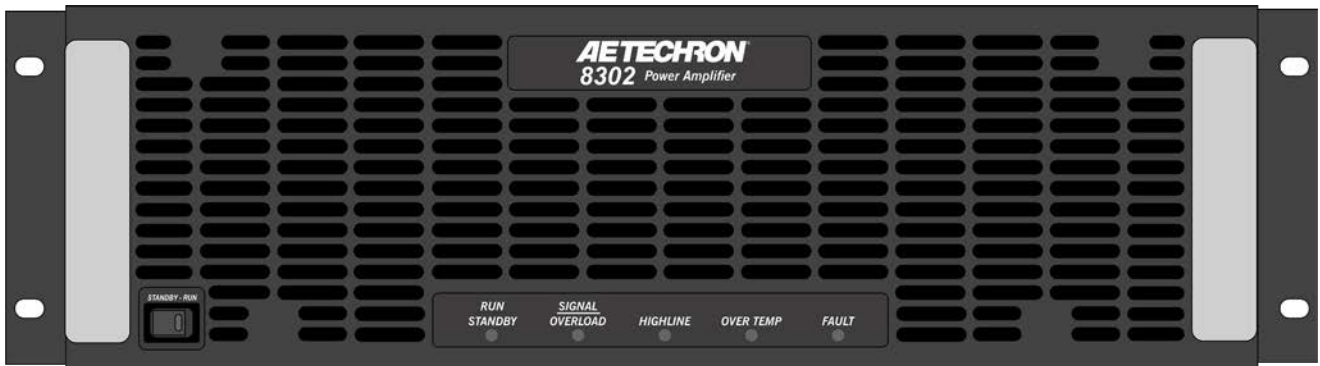 AE TECHRON
8302 Power Amplifier
STANDBY - RUN
RUN
STANDBY
SIGNAL
OVERLOAD
HIGHLINE
OVER TEMP
FAULT